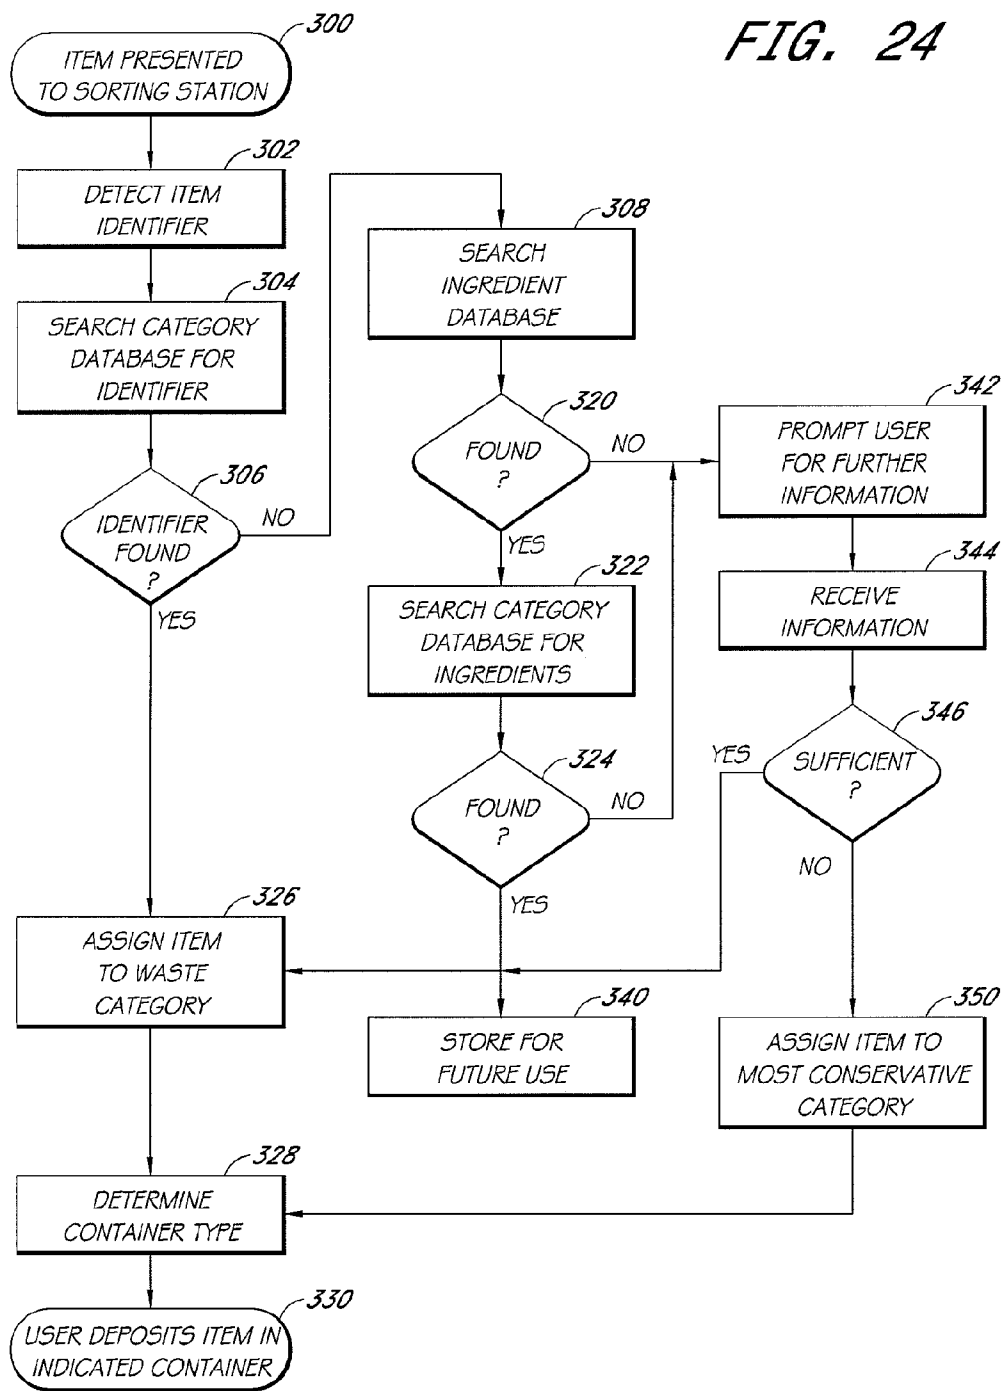 FIG. 24
300
ITEM PRESENTED
TO SORTING STATION
302
DETECT ITEM
IDENTIFIER
304
SEARCH CATEGORY
DATABASE FOR
IDENTIFIER
306
IDENTIFIER
FOUND
?
NO
YES
308
SEARCH
INGREDIENT
DATABASE
320
FOUND
?
NO
YES
322
SEARCH CATEGORY
DATABASE FOR
INGREDIENTS
324
FOUND
?
NO
YES
342
PROMPT USER
FOR FURTHER
INFORMATION
344
RECEIVE
INFORMATION
346
SUFFICIENT
?
YES
NO
326
ASSIGN ITEM
TO WASTE
CATEGORY
340
STORE FOR
FUTURE USE
350
ASSIGN ITEM TO
MOST CONSERVATIVE
CATEGORY
328
DETERMINE
CONTAINER TYPE
330
USER DEPOSITS ITEM IN
INDICATED CONTAINER